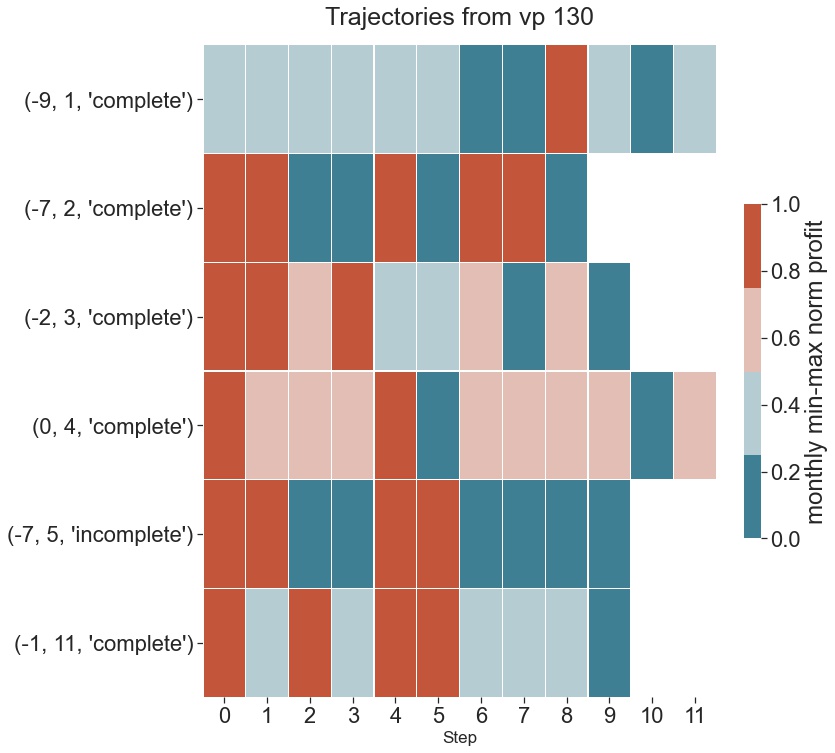 Trajectories from vp 130
(-9, 1, 'complete')
(-7, 2, 'complete')
(-2, 3, 'complete')
(0, 4, 'complete')
(-7, 5, 'incomplete')
(-1, 11, 'complete')
0 1 2 3 4 5 6 7 8 9 10 11
Step
1.0
0.8
0.6
0.4
0.2
0.0
monthly min-max norm profit